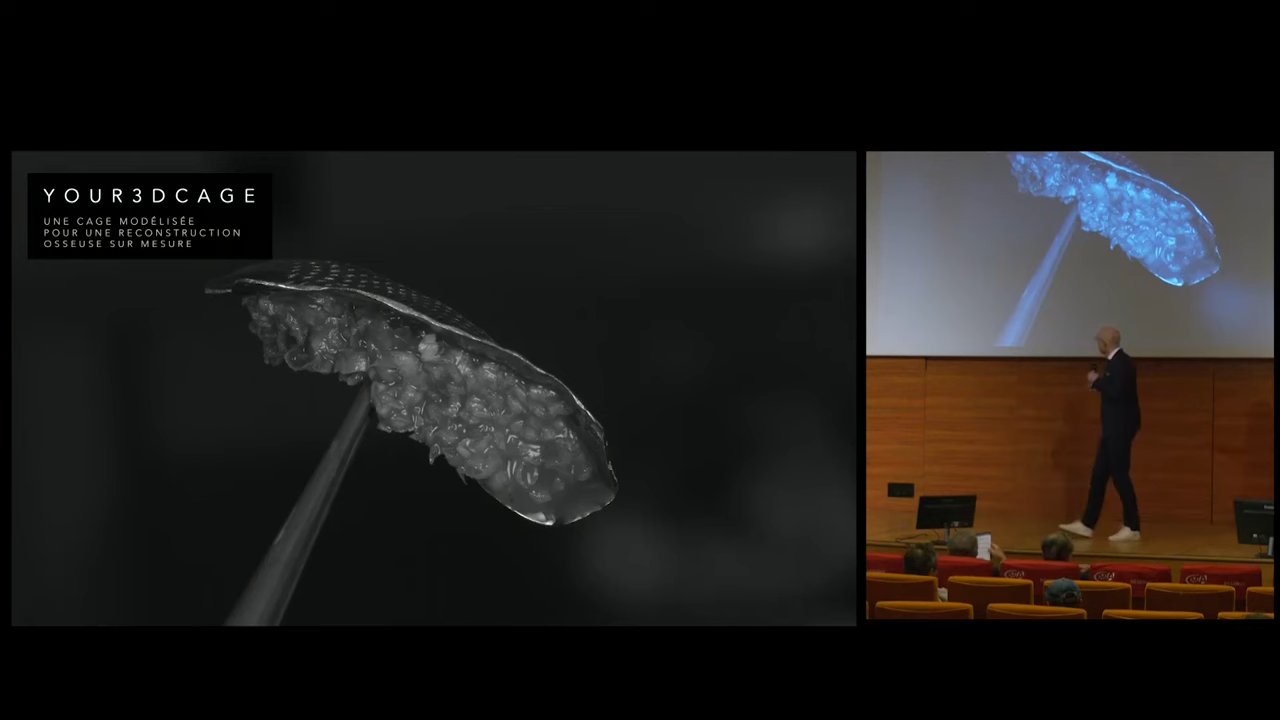 YOUR3DCAGE
UNE CAGE MODÉLISÉE
POUR UNE RECONSTRUCTION
OSSEUSE SUR MESURE